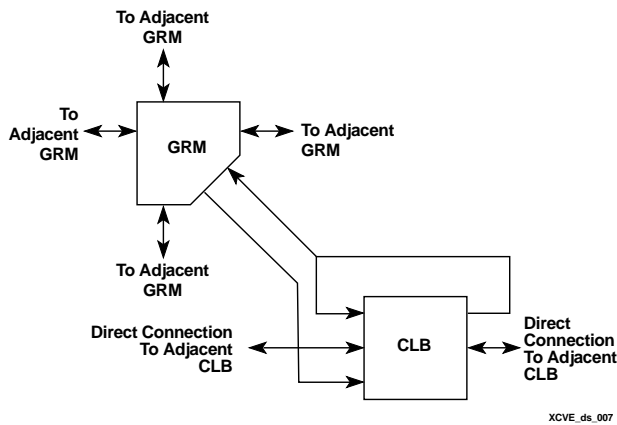 To Adjacent
GRM
To
Adjacent
GRM
GRM
To Adjacent
GRM
To Adjacent
GRM
Direct Connection
To Adjacent
CLB
CLB
Direct
Connection
To Adjacent
CLB
XCVE_ds_007